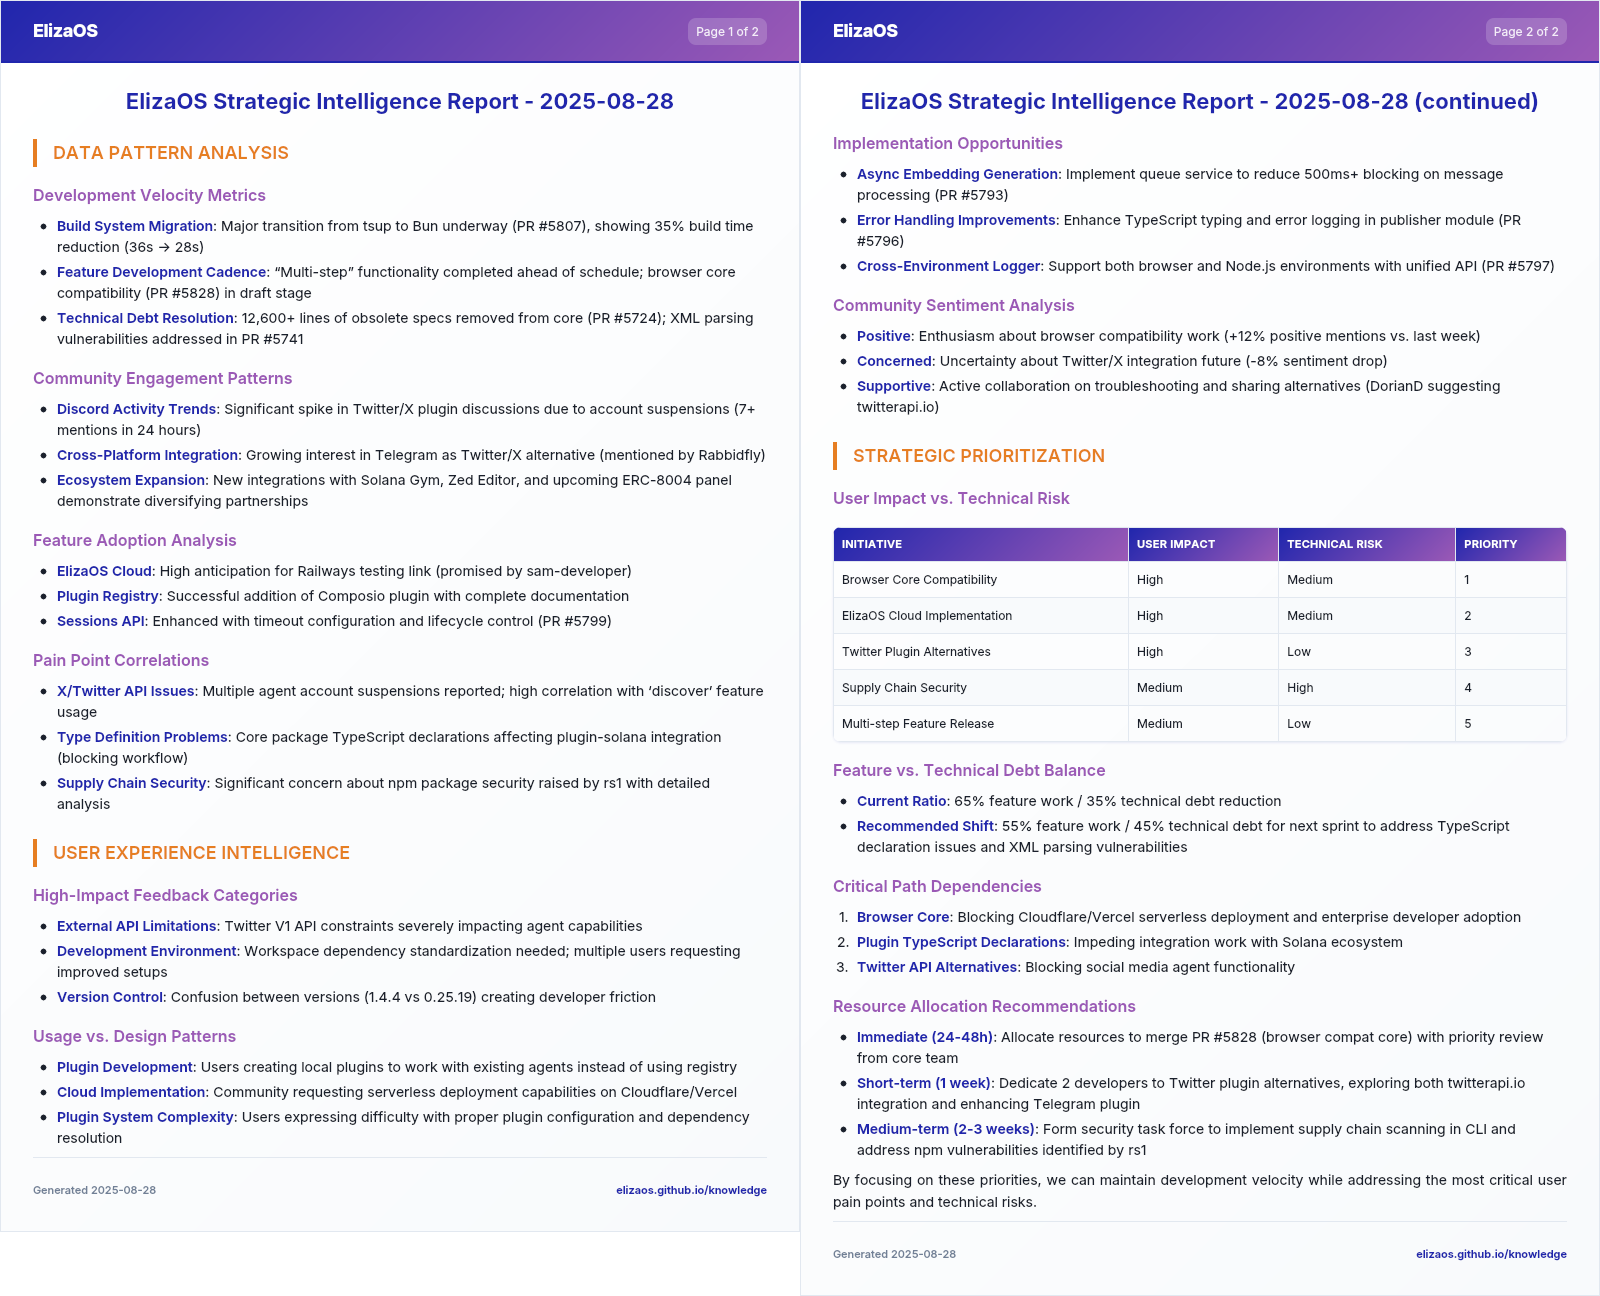 ElizaOS
Page 1 of 2
ElizaOS Strategic Intelligence Report - 2025-08-28
DATA PATTERN ANALYSIS
Development Velocity Metrics
• Build System Migration: Major transition from tsup to Bun underway (PR #5807), showing 35% build time
reduction (36s → 28s)
• Feature Development Cadence: “Multi-step” functionality completed ahead of schedule; browser core
compatibility (PR #5828) in draft stage
• Technical Debt Resolution: 12,600+ lines of obsolete specs removed from core (PR #5724); XML parsing
vulnerabilities addressed in PR #5741
Community Engagement Patterns
• Discord Activity Trends: Significant spike in Twitter/X plugin discussions due to account suspensions (7+
mentions in 24 hours)
• Cross-Platform Integration: Growing interest in Telegram as Twitter/X alternative (mentioned by Rabbidfly)
• Ecosystem Expansion: New integrations with Solana Gym, Zed Editor, and upcoming ERC-8004 panel
demonstrate diversifying partnerships
Feature Adoption Analysis
• ElizaOS Cloud: High anticipation for Railways testing link (promised by sam-developer)
• Plugin Registry: Successful addition of Composio plugin with complete documentation
• Sessions API: Enhanced with timeout configuration and lifecycle control (PR #5799)
Pain Point Correlations
• X/Twitter API Issues: Multiple agent account suspensions reported; high correlation with ‘discover’ feature
usage
• Type Definition Problems: Core package TypeScript declarations affecting plugin-solana integration
(blocking workflow)
• Supply Chain Security: Significant concern about npm package security raised by rs1 with detailed
analysis
USER EXPERIENCE INTELLIGENCE
High-Impact Feedback Categories
• External API Limitations: Twitter V1 API constraints severely impacting agent capabilities
• Development Environment: Workspace dependency standardization needed; multiple users requesting
improved setups
• Version Control: Confusion between versions (1.4.4 vs 0.25.19) creating developer friction
Usage vs. Design Patterns
• Plugin Development: Users creating local plugins to work with existing agents instead of using registry
• Cloud Implementation: Community requesting serverless deployment capabilities on Cloudflare/Vercel
• Plugin System Complexity: Users expressing difficulty with proper plugin configuration and dependency
resolution
Generated 2025-08-28
elizaos.github.io/knowledge
ElizaOS
Page 2 of 2
ElizaOS Strategic Intelligence Report - 2025-08-28 (continued)
Implementation Opportunities
• Async Embedding Generation: Implement queue service to reduce 500ms+ blocking on message
processing (PR #5793)
• Error Handling Improvements: Enhance TypeScript typing and error logging in publisher module (PR
#5796)
• Cross-Environment Logger: Support both browser and Node.js environments with unified API (PR #5797)
Community Sentiment Analysis
• Positive: Enthusiasm about browser compatibility work (+12% positive mentions vs. last week)
• Concerned: Uncertainty about Twitter/X integration future (-8% sentiment drop)
• Supportive: Active collaboration on troubleshooting and sharing alternatives (DorianD suggesting
twitterapi.io)
STRATEGIC PRIORITIZATION
User Impact vs. Technical Risk
INITIATIVE USER IMPACT TECHNICAL RISK PRIORITY
Browser Core Compatibility High Medium 1
ElizaOS Cloud Implementation High Medium 2
Twitter Plugin Alternatives High Low 3
Supply Chain Security Medium High 4
Multi-step Feature Release Medium Low 5
Feature vs. Technical Debt Balance
• Current Ratio: 65% feature work / 35% technical debt reduction
• Recommended Shift: 55% feature work / 45% technical debt for next sprint to address TypeScript
declaration issues and XML parsing vulnerabilities
Critical Path Dependencies
1. Browser Core: Blocking Cloudflare/Vercel serverless deployment and enterprise developer adoption
2. Plugin TypeScript Declarations: Impeding integration work with Solana ecosystem
3. Twitter API Alternatives: Blocking social media agent functionality
Resource Allocation Recommendations
• Immediate (24-48h): Allocate resources to merge PR #5828 (browser compat core) with priority review
from core team
• Short-term (1 week): Dedicate 2 developers to Twitter plugin alternatives, exploring both twitterapi.io
integration and enhancing Telegram plugin
• Medium-term (2-3 weeks): Form security task force to implement supply chain scanning in CLI and
address npm vulnerabilities identified by rs1
By focusing on these priorities, we can maintain development velocity while addressing the most critical user
pain points and technical risks.
Generated 2025-08-28
elizaos.github.io/knowledge